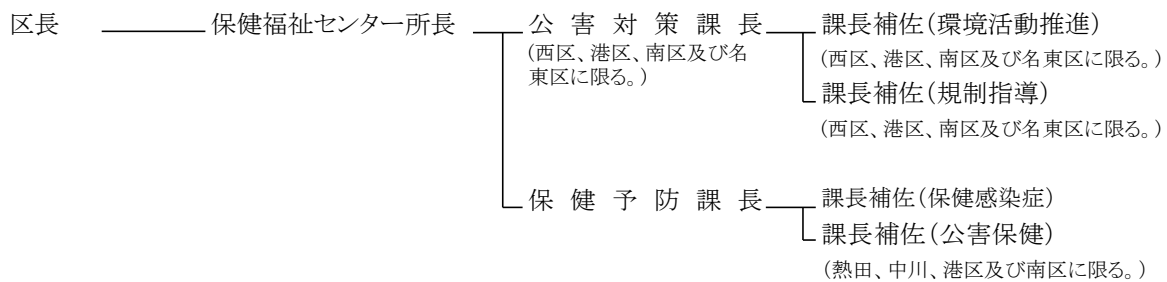 区長 保健福祉センター所長 公害対策課長 課長補佐(環境活動推進)
(西区、港区、南区及び名
東区に限る。)
(西区、港区、南区及び名東区に限る。)
課長補佐(規制指導)
(西区、港区、南区及び名東区に限る。)
保健予防課長 課長補佐(保健感染症)
課長補佐(公害保健)
(熱田、中川、港区及び南区に限る。)